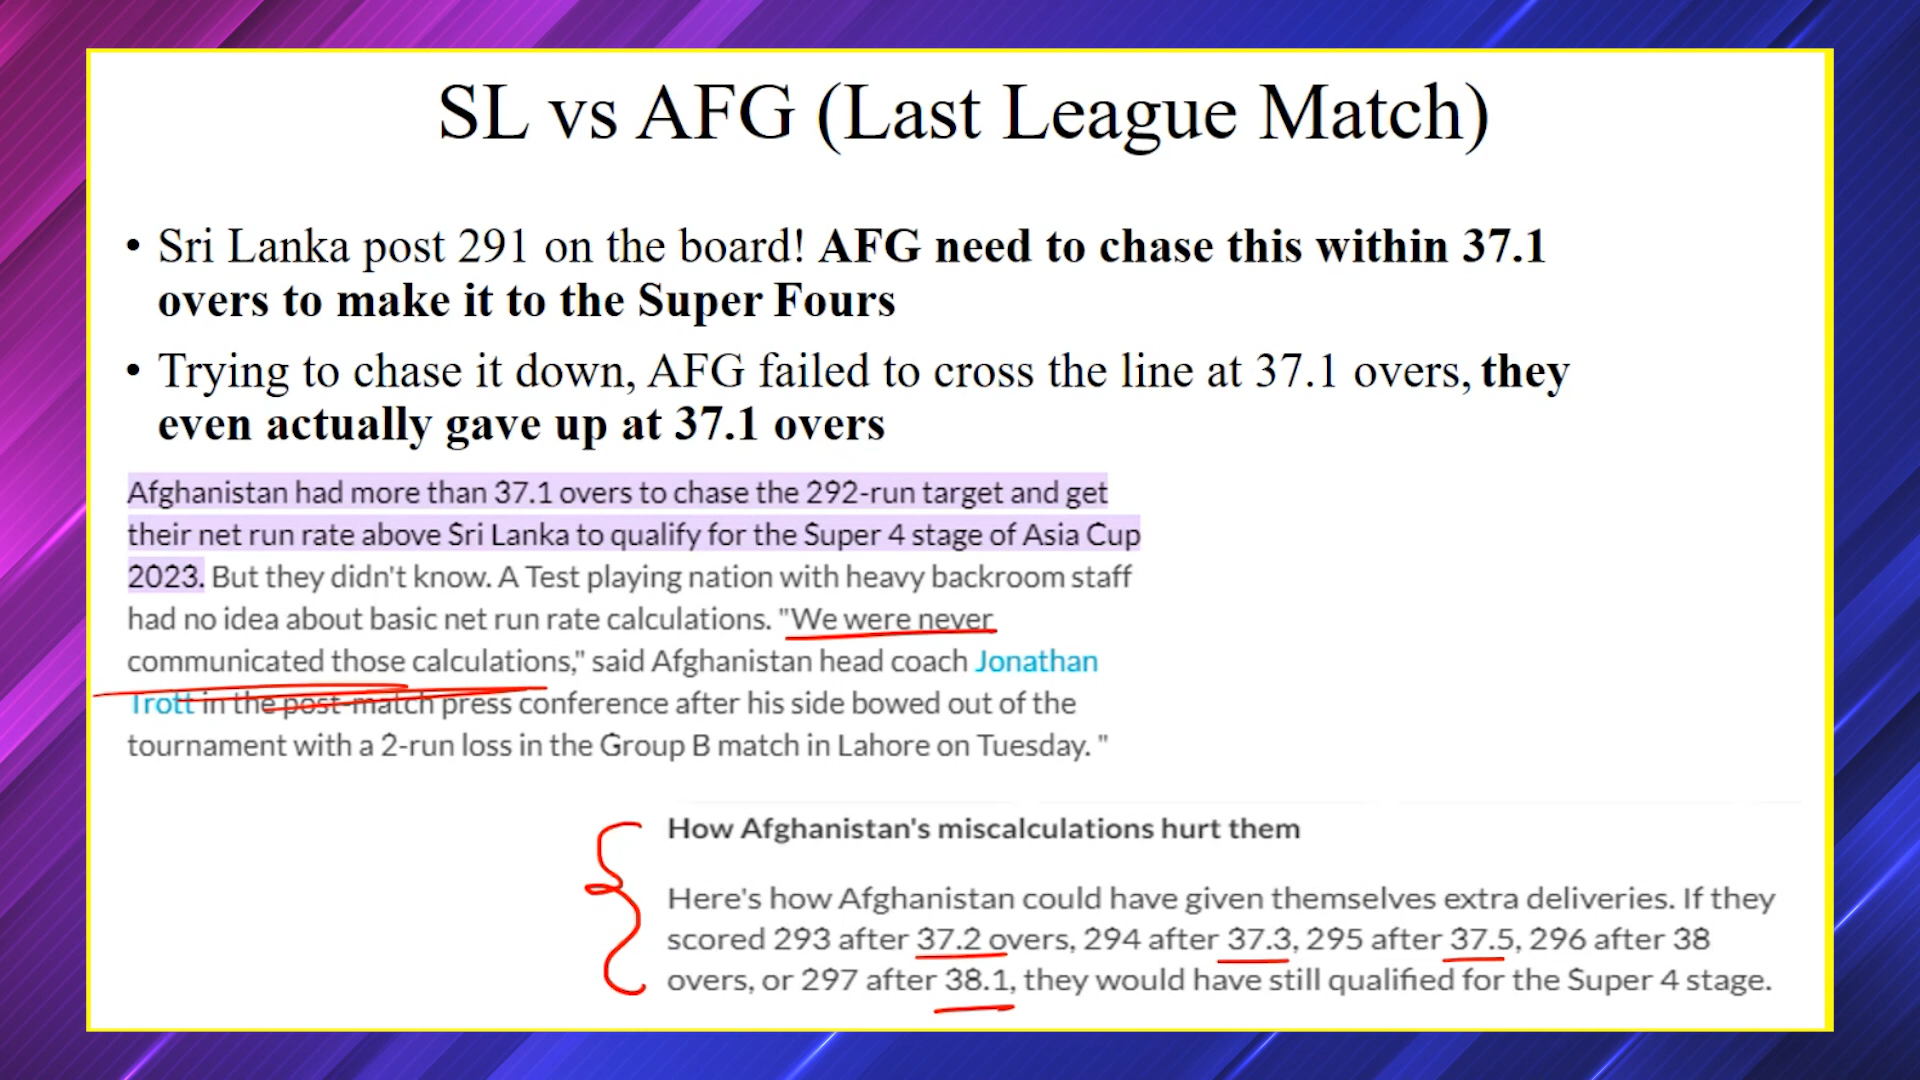 SL vs AFG (Last League Match)
• Sri Lanka post 291 on the board! AFG need to chase this within 37.1
overs to make it to the Super Fours
• Trying to chase it down, AFG failed to cross the line at 37.1 overs, they
even actually gave up at 37.1 overs
Afghanistan had more than 37.1 overs to chase the 292-run target and get
their net run rate above Sri Lanka to qualify for the Super 4 stage of Asia Cup
2023. But they didn't know. A Test playing nation with heavy backroom staff
had no idea about basic net run rate calculations. "We were never
communicated those calculations," said Afghanistan head coach Jonathan
Trott in the post-match press conference after his side bowed out of the
tournament with a 2-run loss in the Group B match in Lahore on Tuesday. "
How Afghanistan's miscalculations hurt them
Here's how Afghanistan could have given themselves extra deliveries. If they
scored 293 after 37.2 overs, 294 after 37.3, 295 after 37.5, 296 after 38
overs, or 297 after 38.1, they would have still qualified for the Super 4 stage.